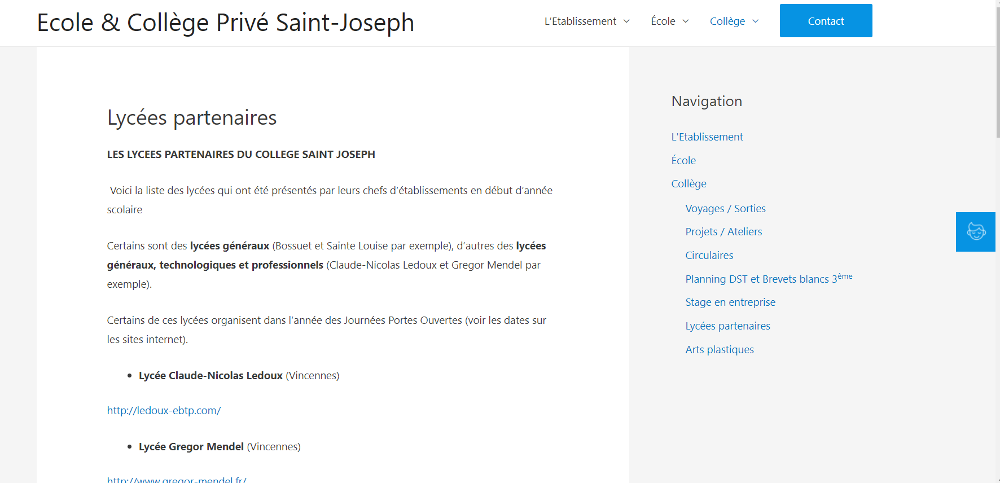 Ecole & Collège Privé Saint-Joseph
L’Etablissement
École
Collège
Contact
Lycées partenaires
LES LYCEES PARTENAIRES DU COLLEGE SAINT JOSEPH
Voici la liste des lycées qui ont été présentés par leurs chefs d’établissements en début d’année
scolaire
Certains sont des lycées généraux (Bossuet et Sainte Louise par exemple), d’autres des lycées
généraux, technologiques et professionnels (Claude-Nicolas Ledoux et Gregor Mendel par
exemple).
Certains de ces lycées organisent dans l’année des Journées Portes Ouvertes (voir les dates sur
les sites internet).
• Lycée Claude-Nicolas Ledoux (Vincennes)
http://ledoux-ebtp.com/
• Lycée Gregor Mendel (Vincennes)
http://www.gregor-mendel.fr/
Navigation
L'Etablissement
École
Collège
Voyages / Sorties
Projets / Ateliers
Circulaires
Planning DST et Brevets blancs 3ème
Stage en entreprise
Lycées partenaires
Arts plastiques